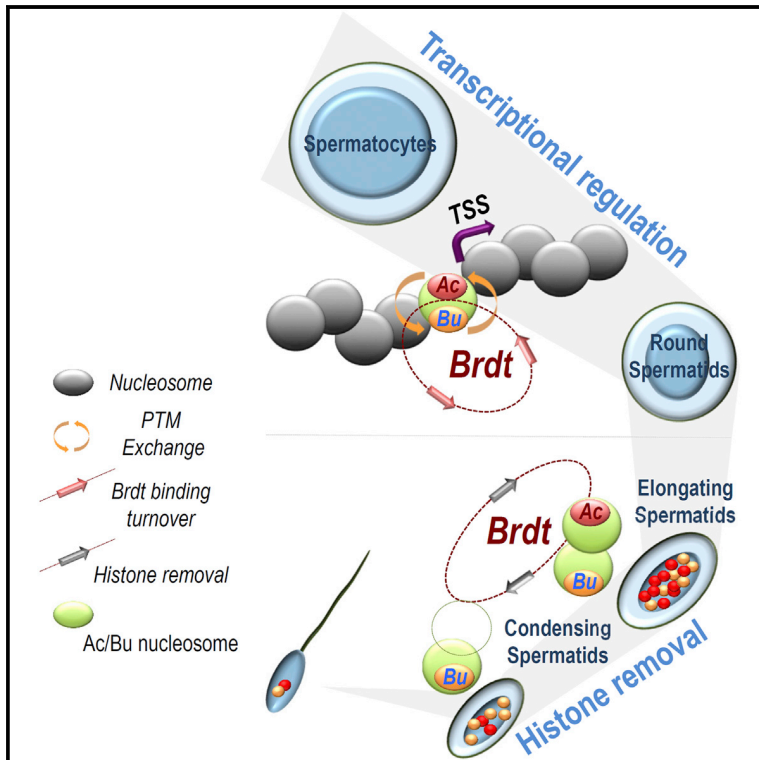 Transcriptional regulation
Spermatocytes
TSS
Ac
Bu
Brdt
Round
Spermatids
Nucleosome
PTM
Exchange
Brdt binding
turnover
Histone removal
Ac/Bu nucleosome
Elongating
Spermatids
Brdt
Ac
Bu
Condensing
Spermatids
Bu
Histone removal